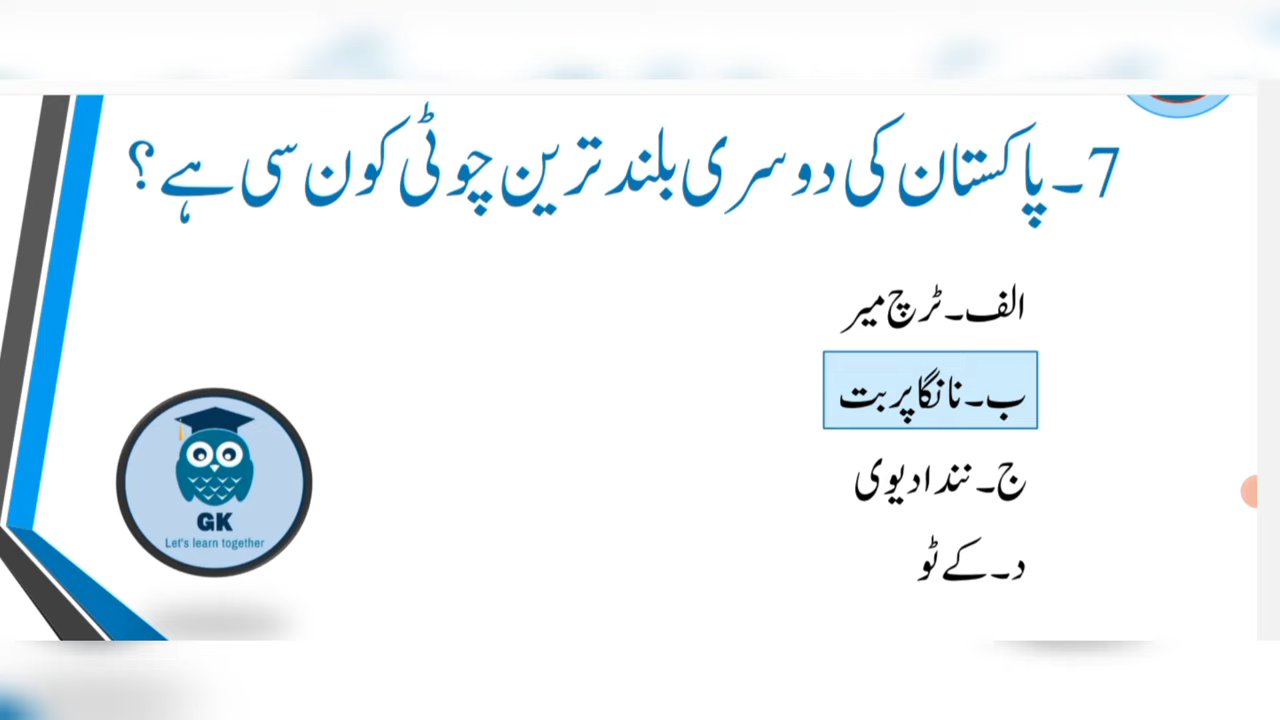 7۔ پاکستان کی دوسری بلند ترین چوٹی کون سی ہے؟
الف۔ ٹرچ میر
ب۔ نانگا پربت
ج۔ نندا دیوی
د۔ کے ٹو
GK
Let's learn together